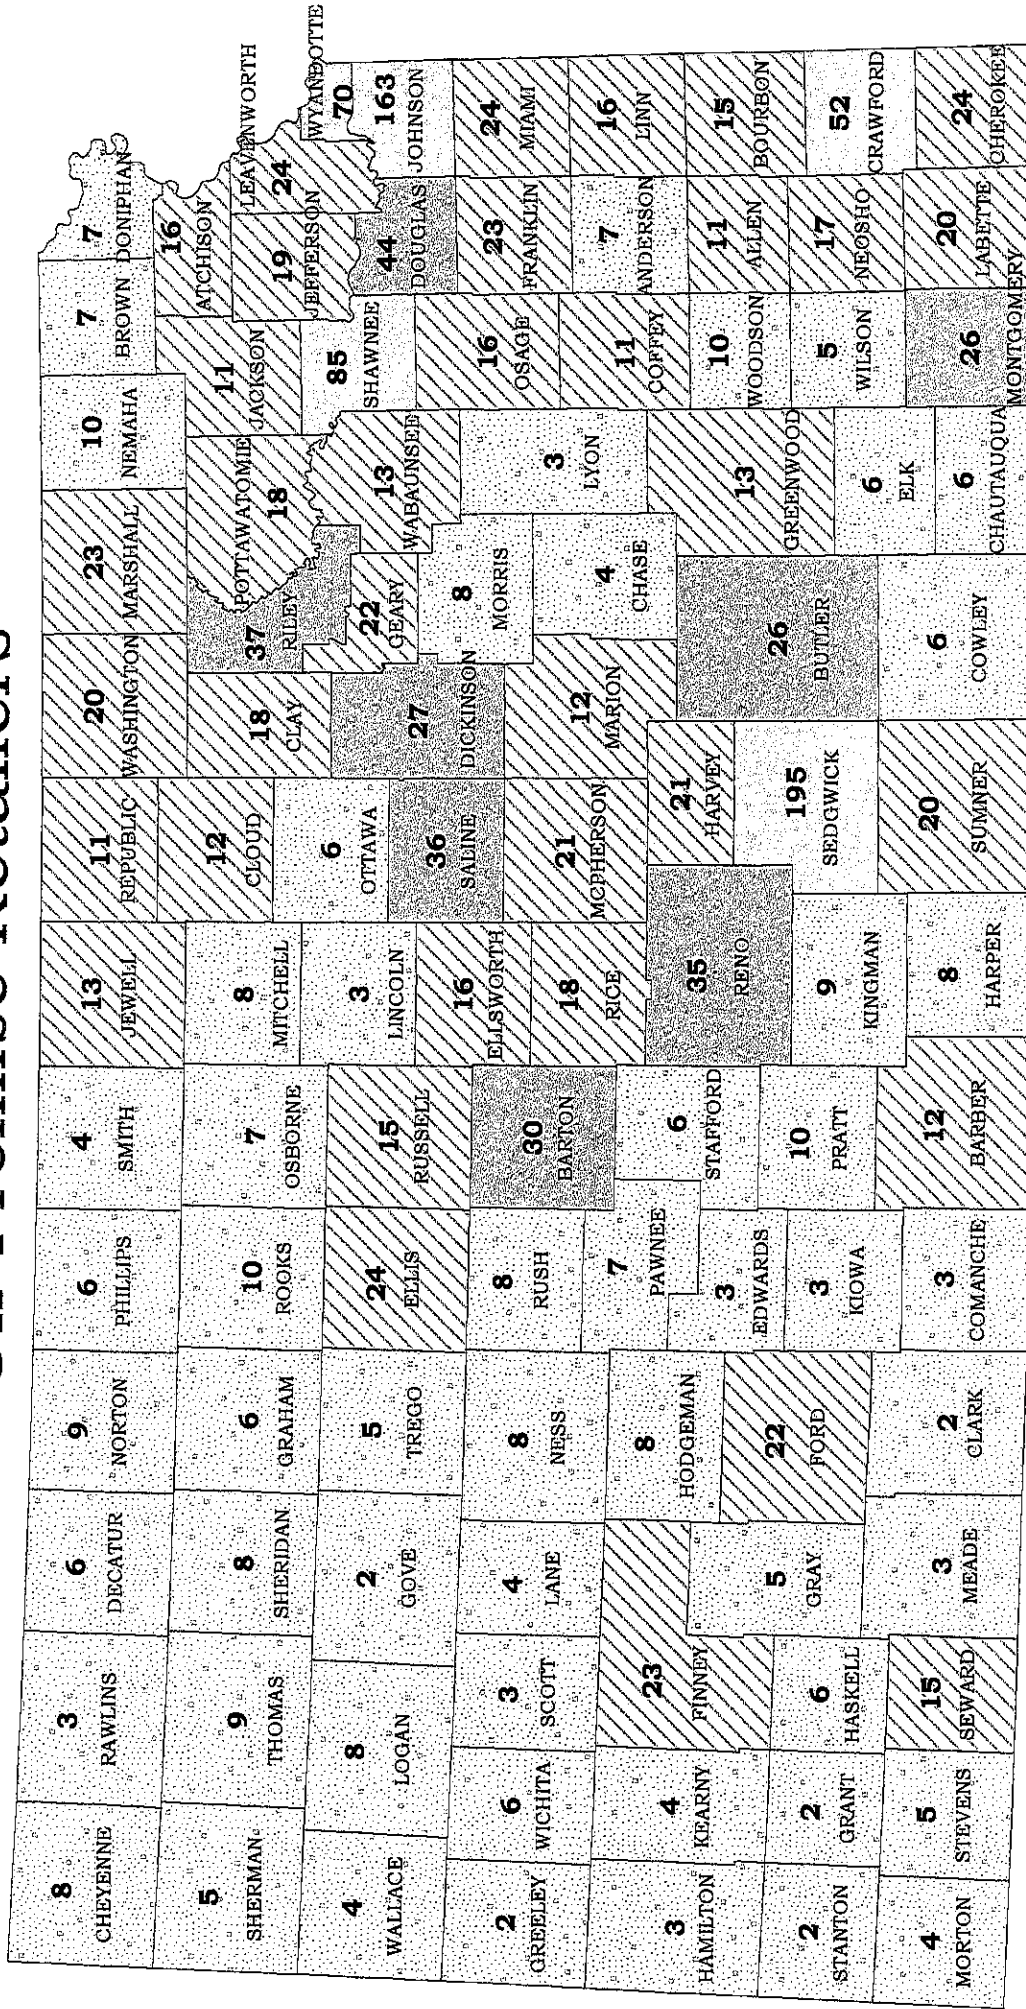 8
CHEYENNE
3
RAWLINS
6
DECATUR
9
NORTON
6
PHILLIPS
4
SMITH
13
JEWELL
11
REPUBLIC
20
WASHINGTON
23
MARSHALL
10
NEMAHA
7
BROWN
7
DONIPHAN
5
SHERMAN
9
THOMAS
8
SHERIDAN
6
GRAHAM
10
ROOKS
7
OSBORNE
8
MITCHELL
12
CLOUD
18
CLAY
37
RILEY
POTTAWATOMIE
18
11
JACKSON
16
ATCHISON
19
JEFFERSON
LEAVENWORTH
24
WYANDOTTE
70
4
WALLACE
8
LOGAN
2
GOVE
5
TREGO
24
ELLIS
15
RUSSELL
3
LINCOLN
6
OTTAWA
36
SALINE
27
DICKINSON
22
GEARY
13
WABAUNSEE
85
SHAWNEE
44
DOUGLAS
163
JOHNSON
2
GREELEY
6
WICHITA
3
SCOTT
4
LANE
8
NESS
8
RUSH
30
BARTON
16
ELLSWORTH
18
RICE
21
MCPHERSON
12
MARION
8
MORRIS
4
CHASE
3
LYON
16
OSAGE
23
FRANKLIN
24
MIAMI
11
COFFEY
7
ANDERSON
16
LINN
3
HAMILTON
4
KEARNY
23
FINNEY
8
HODGEMAN
7
PAWNEE
6
STAFFORD
35
RENO
21
HARVEY
26
BUTLER
13
GREENWOOD
10
WOODSON
11
ALLEN
15
BOURBON
2
STANTON
2
GRANT
6
HASKELL
5
GRAY
22
FORD
3
EDWARDS
3
KIOWA
10
PRATT
9
KINGMAN
195
SEDGWICK
6
ELK
5
WILSON
17
NEOSHO
52
CRAWFORD
4
MORTON
5
STEVENS
15
SEWARD
3
MEADE
2
CLARK
3
COMANCHE
12
BARBER
8
HARPER
20
SUMNER
6
COWLEY
6
CHAUTAUQUA
26
MONTGOMERY
20
LABETTE
24
CHEROKEE